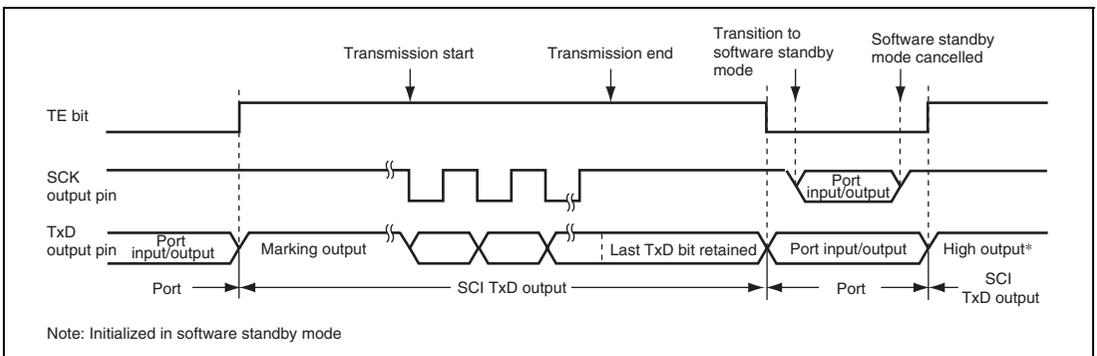 Transmission start
Transmission end
Transition to
software standby
mode
Software standby
mode cancelled
TE bit
SCK
output pin
Port
input/output
TxD
output pin
Port
input/output
Marking output
Last TxD bit retained
Port input/output
High output*
Port
SCI TxD output
Port
SCI
TxD output
Note: Initialized in software standby mode